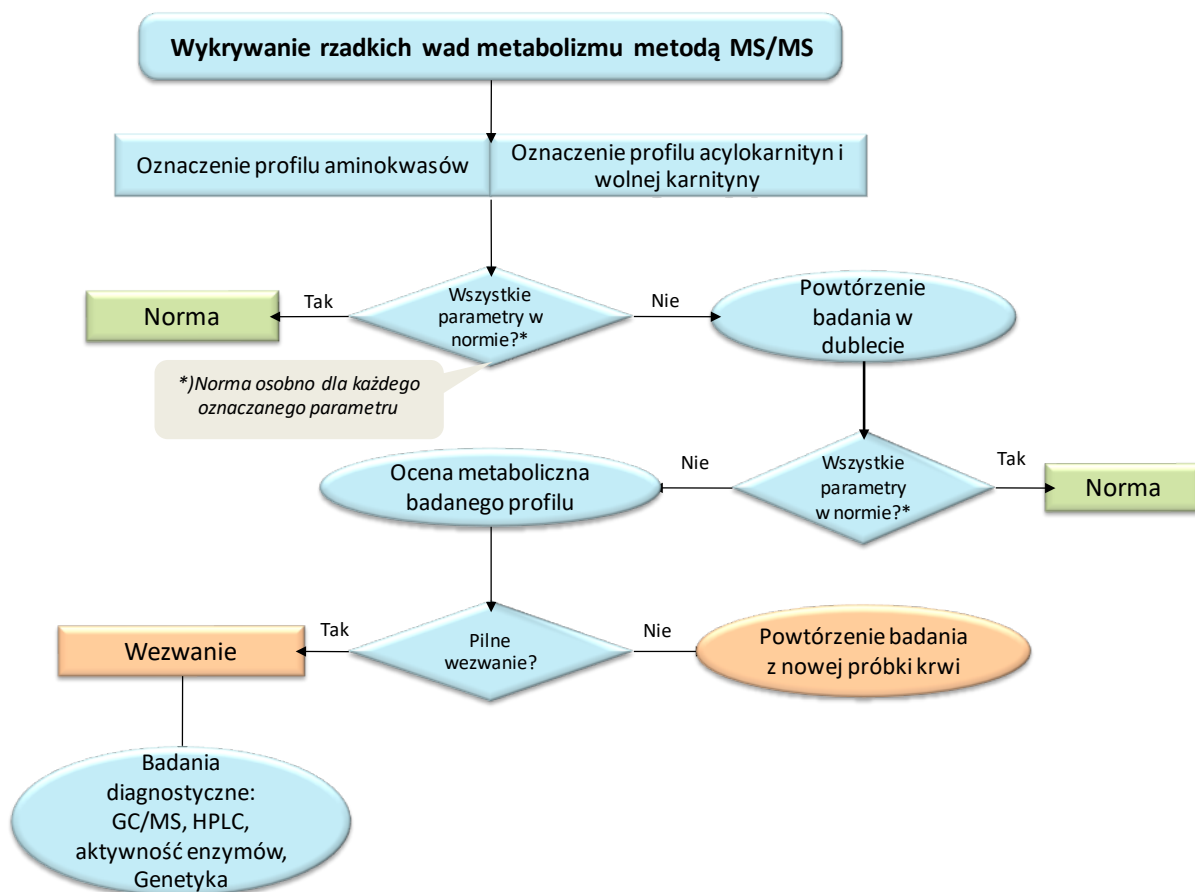 Wykrywanie rzadkich wad metabolizmu metodą MS/MS
Oznaczenie profilu aminokwasów
Oznaczenie profilu acylokarnityn i
wolnej karnityny
Norma
Tak
Wszystkie
parametry w
normie?*
Nie
Powtórzenie
badania w
dublecie
*)Norma osobno dla każdego
oznaczanego parametru
Ocena metaboliczna
badanego profilu
Nie
Wszystkie
parametry
w normie?*
Tak
Norma
Wezwanie
Tak
Pilne
wezwanie?
Nie
Powtórzenie badania
z nowej próbki krwi
Badania
diagnostyczne:
GC/MS, HPLC,
aktywność enzymów,
Genetyka